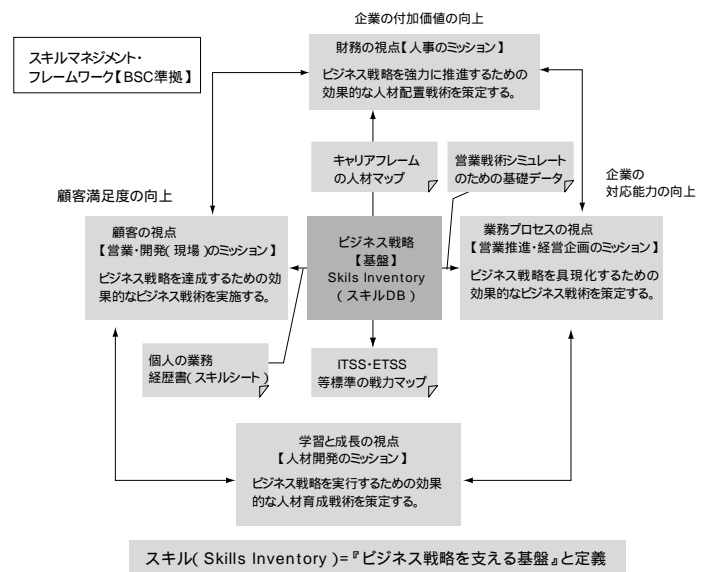 企業の付加価値の向上
スキルマネジメント・
フレームワーク【BSC準拠】
財務の視点【人事のミッション】
ビジネス戦略を強力に推進するための
効果的な人材配置戦術を策定する。
キャリアフレーム
の人材マップ
営業戦術シミュレート
のための基礎データ
企業の
対応能力の向上
顧客満足度の向上
顧客の視点
【営業・開発(現場)のミッション】
ビジネス戦略を達成するための効
果的なビジネス戦術を実施する。
ビジネス戦略
【基盤】
Skils Inventory
(スキルDB)
業務プロセスの視点
【営業推進・経営企画のミッション】
ビジネス戦略を具現化するための
効果的なビジネス戦術を策定する。
個人の業務
経歴書(スキルシート)
ITSS・ETSS
等標準の戦力マップ
学習と成長の視点
【人材開発のミッション】
ビジネス戦略を実行するための効果
的な人材育成戦術を策定する。
スキル(Skills Inventory)=『ビジネス戦略を支える基盤』と定義